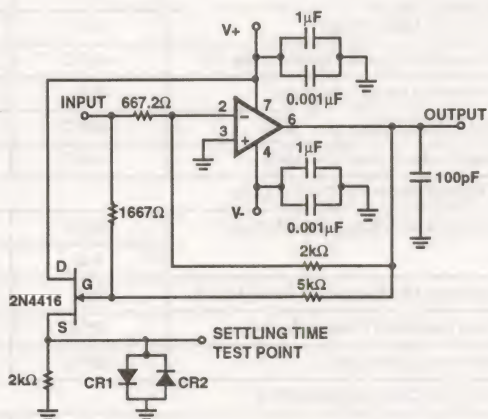 V+
1µF
0.001µF
INPUT
667.2Ω
2
3
7
6
4
OUTPUT
1µF
100pF
V-
0.001µF
1667Ω
2kΩ
5kΩ
D
G
2N4416
S
SETTLING TIME
TEST POINT
2kΩ
CR1
CR2